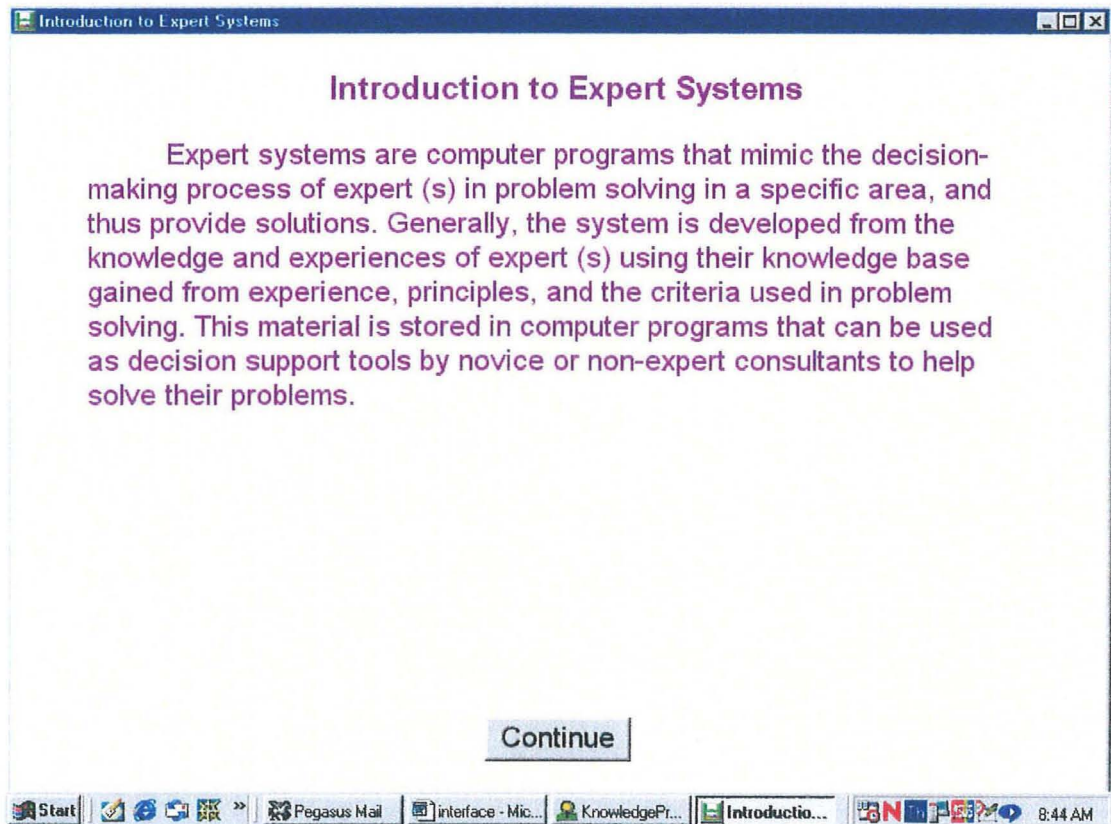 Introduction to Expert Systems
Introduction to Expert Systems
Expert systems are computer programs that mimic the decision-
making process of expert (s) in problem solving in a specific area, and
thus provide solutions. Generally, the system is developed from the
knowledge and experiences of expert (s) using their knowledge base
gained from experience, principles, and the criteria used in problem
solving. This material is stored in computer programs that can be used
as decision support tools by novice or non-expert consultants to help
solve their problems.
Continue
Start » Pegasus Mail interface - Mic... KnowledgePr... Introductio... N 8:44 AM